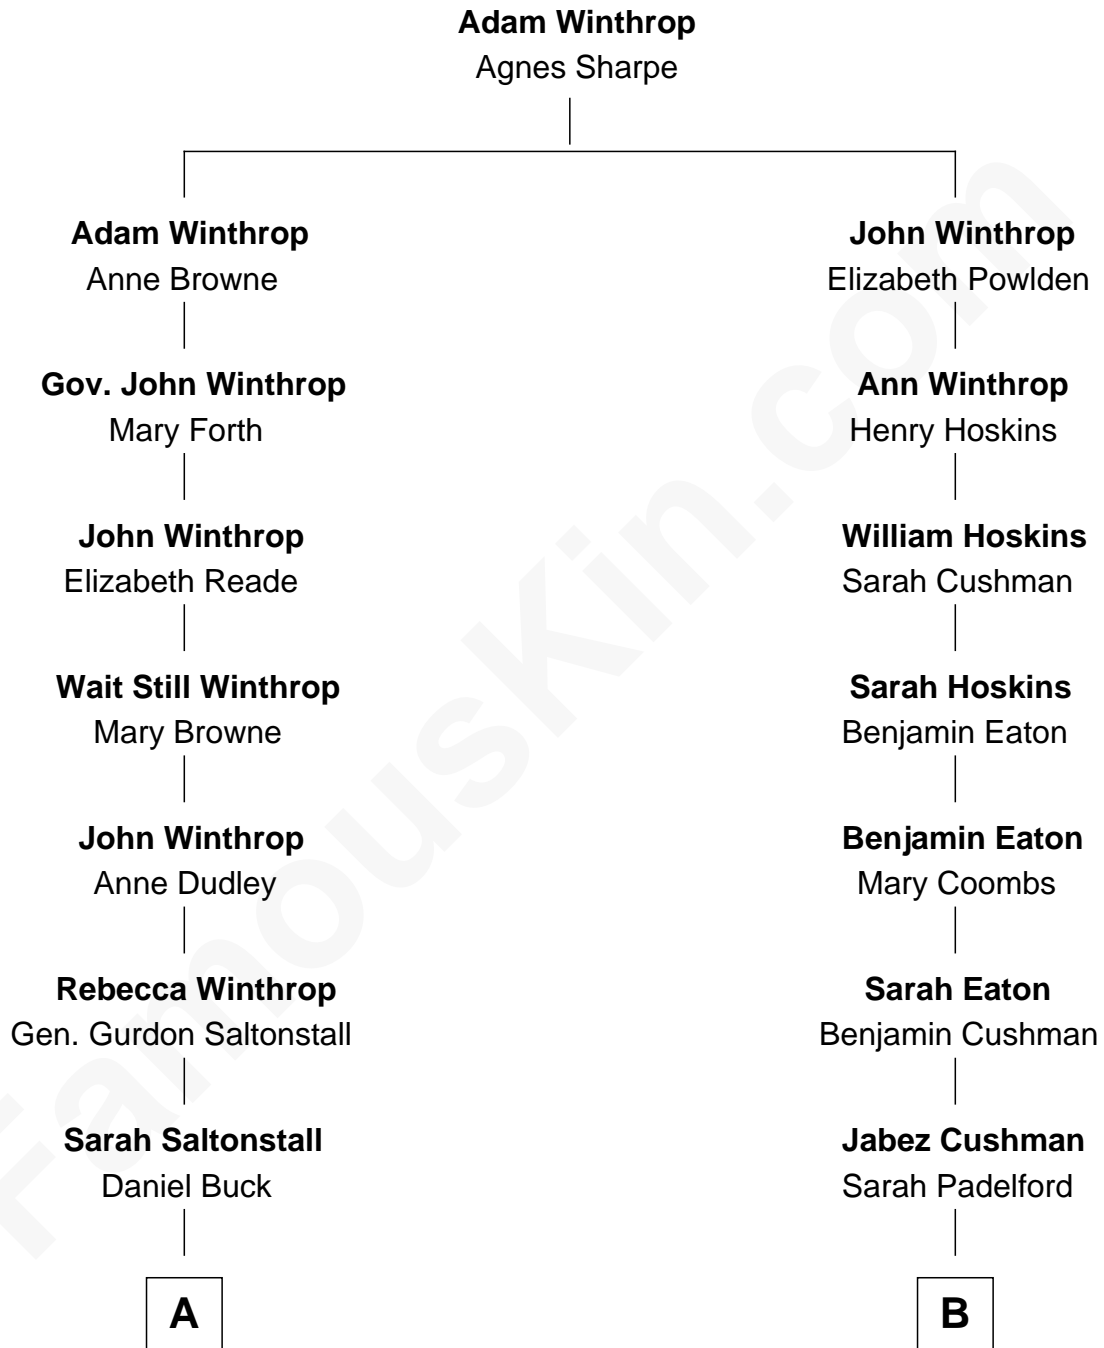 Adam Winthrop
Agnes Sharpe
Adam Winthrop
Anne Browne
John Winthrop
Elizabeth Powlden
Gov. John Winthrop
Mary Forth
Ann Winthrop
Henry Hoskins
John Winthrop
Elizabeth Reade
William Hoskins
Sarah Cushman
Wait Still Winthrop
Mary Browne
Sarah Hoskins
Benjamin Eaton
John Winthrop
Anne Dudley
Benjamin Eaton
Mary Coombs
Rebecca Winthrop
Gen. Gurdon Saltonstall
Sarah Eaton
Benjamin Cushman
Sarah Saltonstall
Daniel Buck
Jabez Cushman
Sarah Padelford
A
B
FamousKin.com